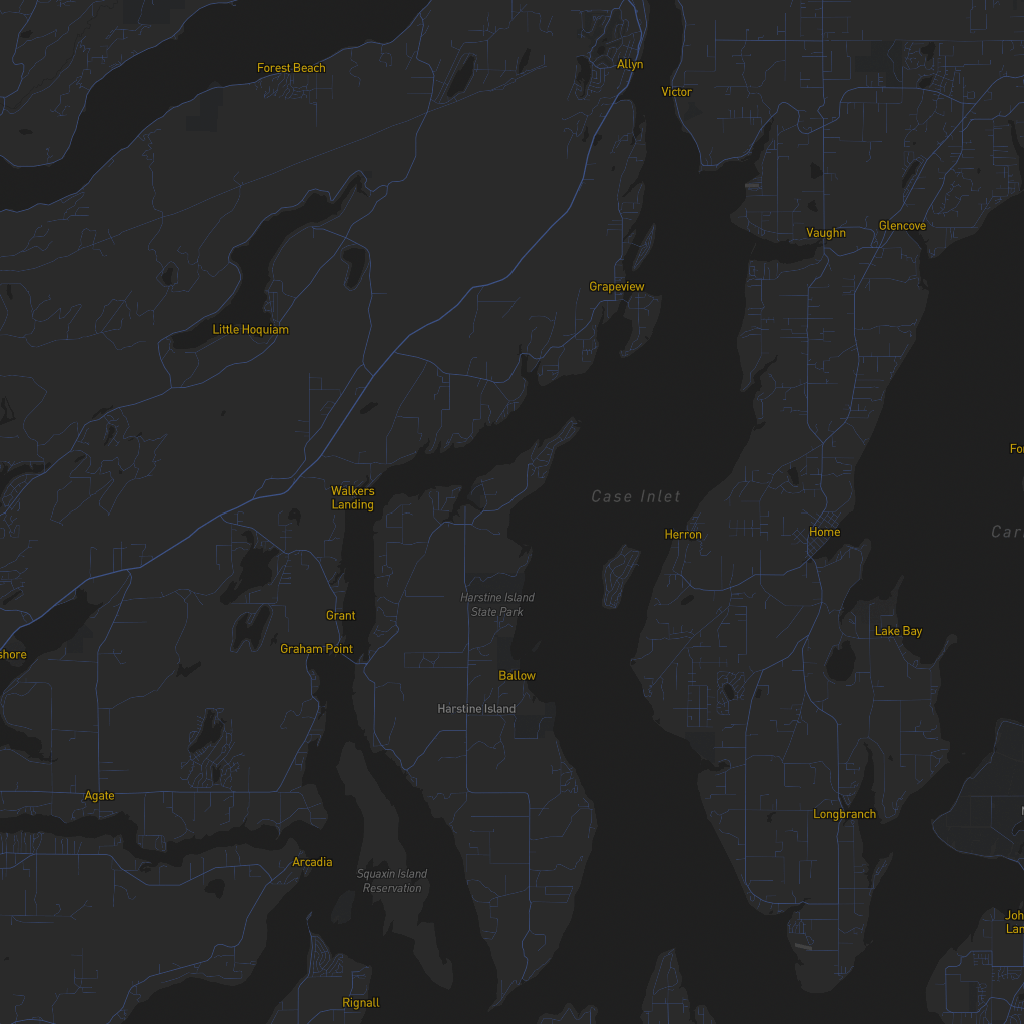 Allyn
Forest Beach
Victor
Glencove
Vaughn
Grapeview
Little Hoquiam
Walkers
Landing
Case Inlet
Home
Herron
Harstine Island
State Park
Grant
Lake Bay
Graham Point
shore
Ballow
Harstine Island
Agate
Longbranch
Arcadia
Squaxin Island
Reservation
Rignall